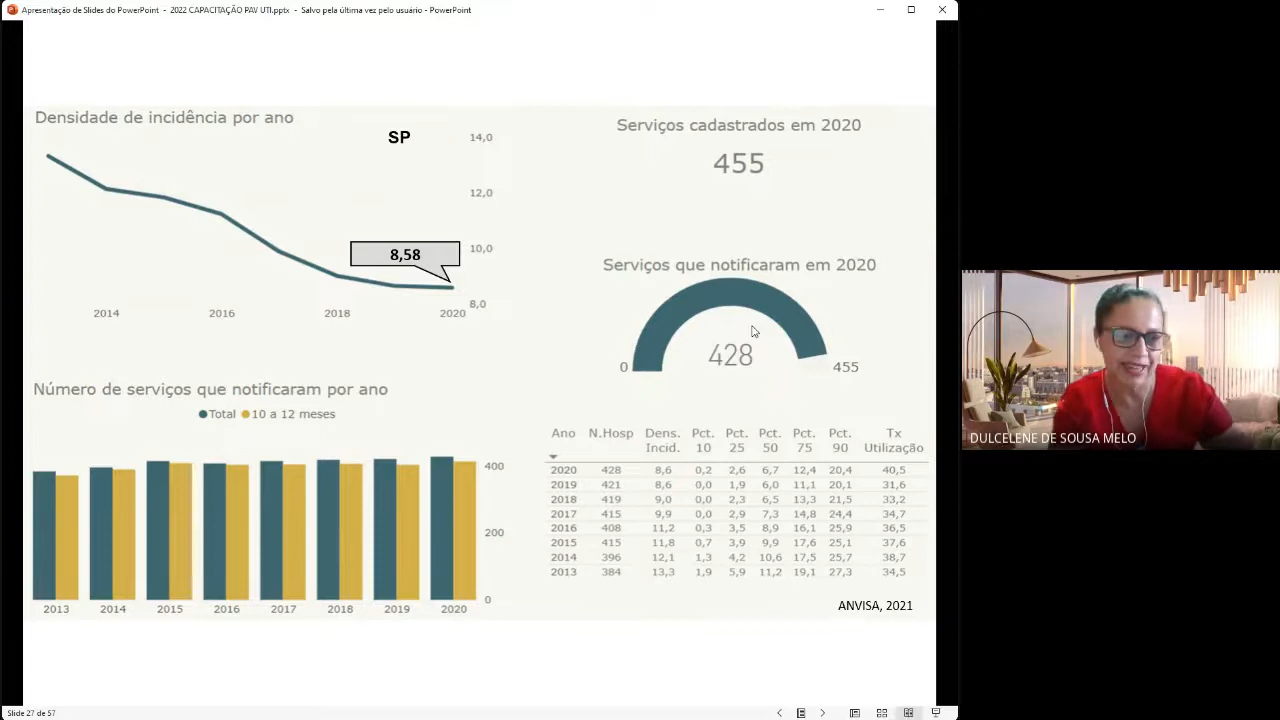 Apresentação de Slides do PowerPoint - 2022 CAPACITAÇÃO PAV UTI.pptx - Salvo pela última vez pelo usuário - PowerPoint
Densidade de incidência por ano
SP
14,0
12,0
10,0
8,0
8,58
2014 2016 2018 2020
Serviços cadastrados em 2020
455
Serviços que notificaram em 2020
428
0
455
Número de serviços que notificaram por ano
Total 10 a 12 meses
400
200
0
2013 2014 2015 2016 2017 2018 2019 2020
Ano N.Hosp Dens. Incid. Pct. 10 Pct. 25 Pct. 50 Pct. 75 Pct. 90 Tx Utilização
2020 428 8,6 0,2 2,6 6,7 12,4 20,4 40,5
2019 421 8,6 0,0 1,9 6,0 11,1 20,1 31,6
2018 419 9,0 0,0 2,3 6,5 13,3 21,5 33,2
2017 415 9,9 0,0 2,9 7,3 14,8 24,4 34,7
2016 408 11,2 0,3 3,5 8,9 16,1 25,9 36,5
2015 415 11,8 0,7 3,9 9,9 17,6 25,1 37,6
2014 396 12,1 1,3 4,2 10,6 17,5 25,7 38,7
2013 384 13,3 1,9 5,9 11,2 19,1 27,3 34,5
ANVISA, 2021
DULCELENE DE SOUSA MELO
Slide 27 de 57